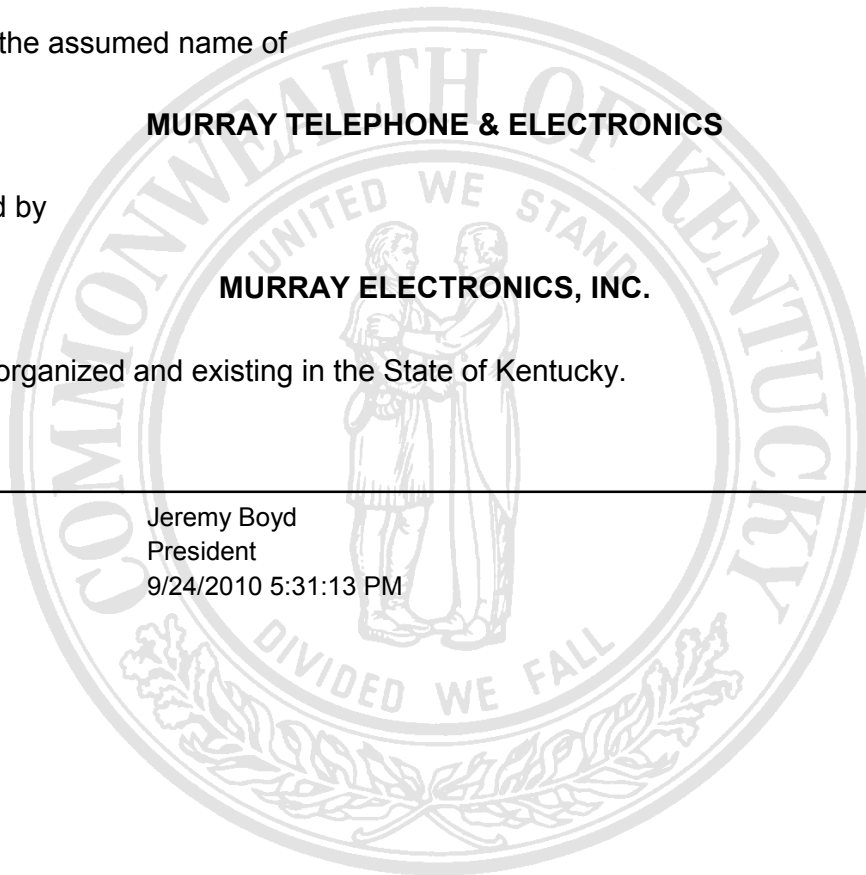 the assumed name of
MURRAY TELEPHONE & ELECTRONICS
d by
MURRAY ELECTRONICS, INC.
organized and existing in the State of Kentucky.
Jeremy Boyd
President
9/24/2010 5:31:13 PM
COMMONWEALTH OF KENTUCKY
UNITED WE STAND
DIVIDED WE FALL